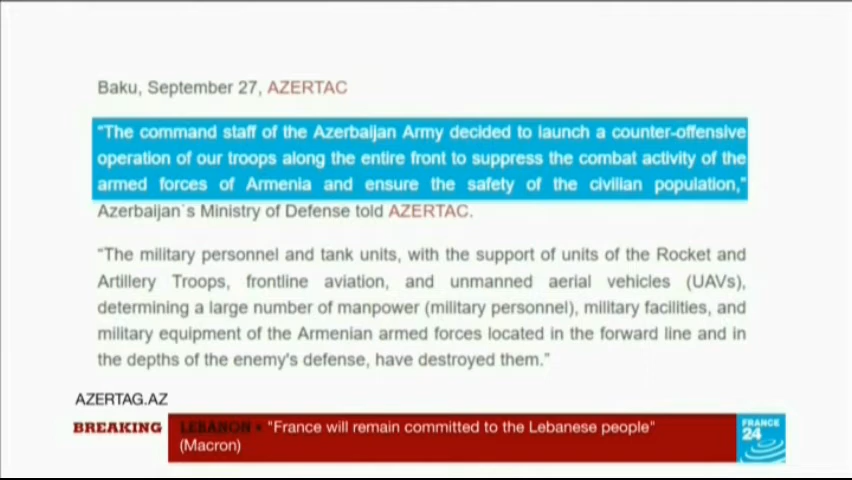 Baku, September 27, AZERTAC
“The command staff of the Azerbaijan Army decided to launch a counter-offensive
operation of our troops along the entire front to suppress the combat activity of the
armed forces of Armenia and ensure the safety of the civilian population,”
Azerbaijan`s Ministry of Defense told AZERTAC.
“The military personnel and tank units, with the support of units of the Rocket and
Artillery Troops, frontline aviation, and unmanned aerial vehicles (UAVs),
determining a large number of manpower (military personnel), military facilities, and
military equipment of the Armenian armed forces located in the forward line and in
the depths of the enemy's defense, have destroyed them.”
AZERTAG.AZ
BREAKING
LEBANON • "France will remain committed to the Lebanese people"
(Macron)
FRANCE
24